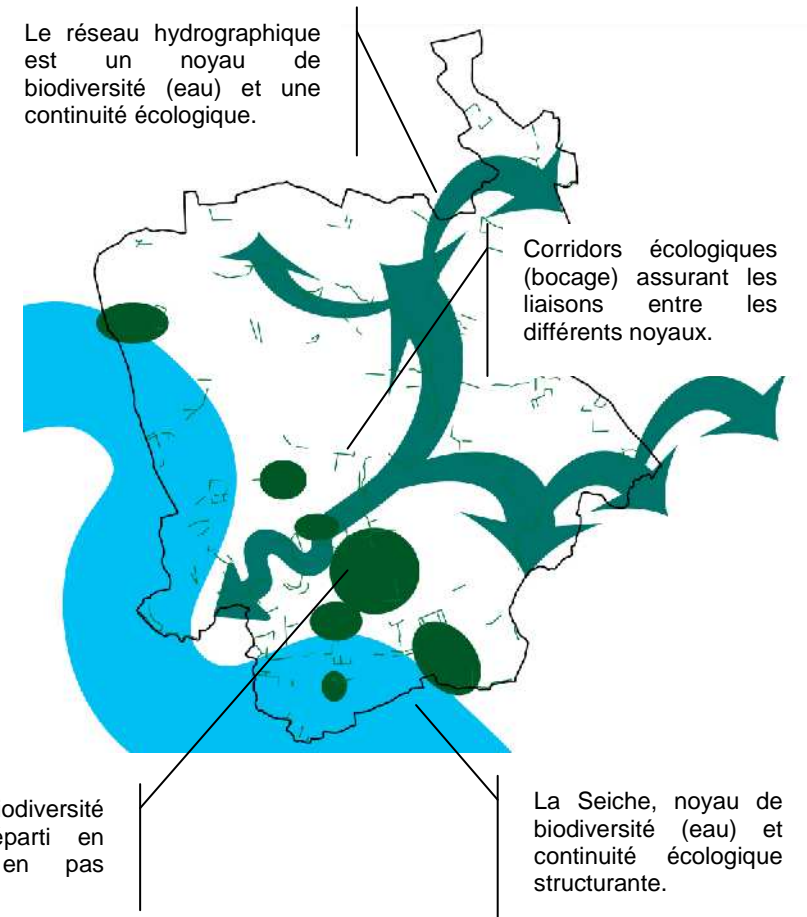 Le réseau hydrographique
est un noyau de
biodiversité (eau) et une
continuité écologique.
Corridors écologiques
(bocage) assurant les
liaisons entre les
différents noyaux.
en
en pas
La Seiche, noyau de
biodiversité (eau) et
continuité écologique
structurante.